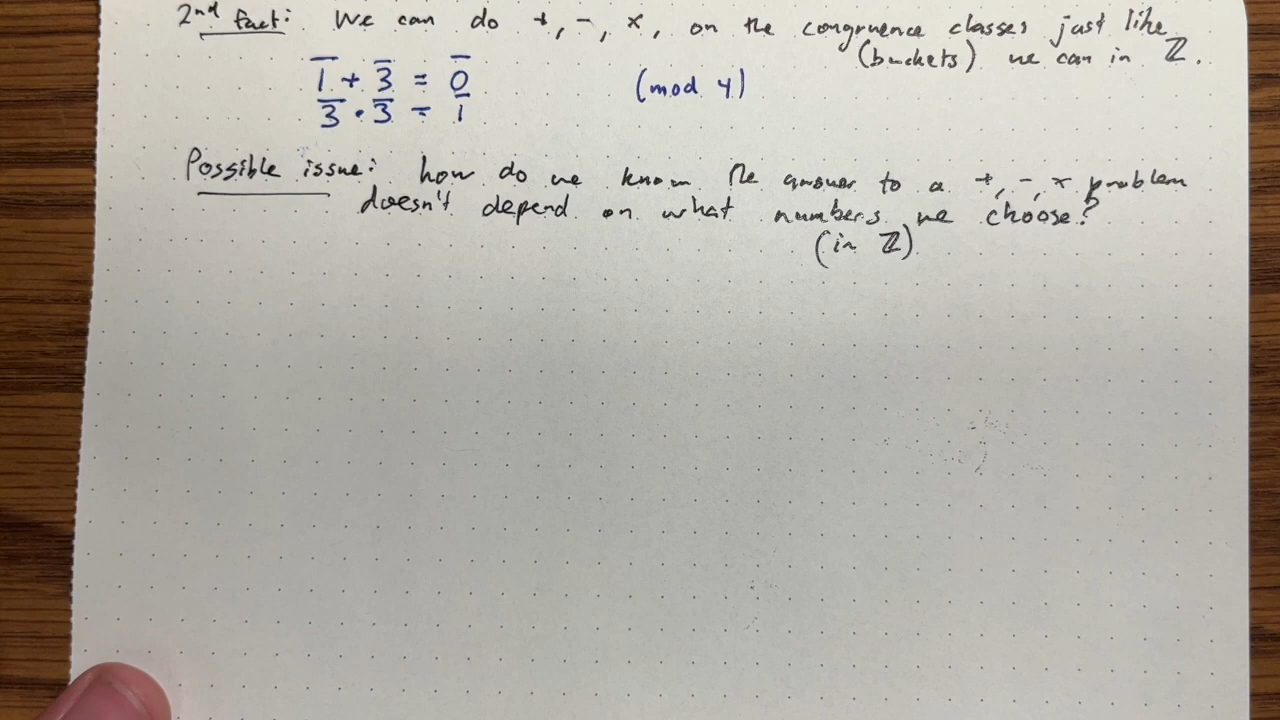 2nd fact: We can do +, -, ×, on the congruence classes just like
(buckets) we can in ℤ.
1̅ + 3̅ = 0̅ (mod 4)
3̅ · 3̅ = 1̅
Possible issue: how do we know the answer to a +, -, × problem
doesn't depend on what numbers we choose?
(in ℤ)